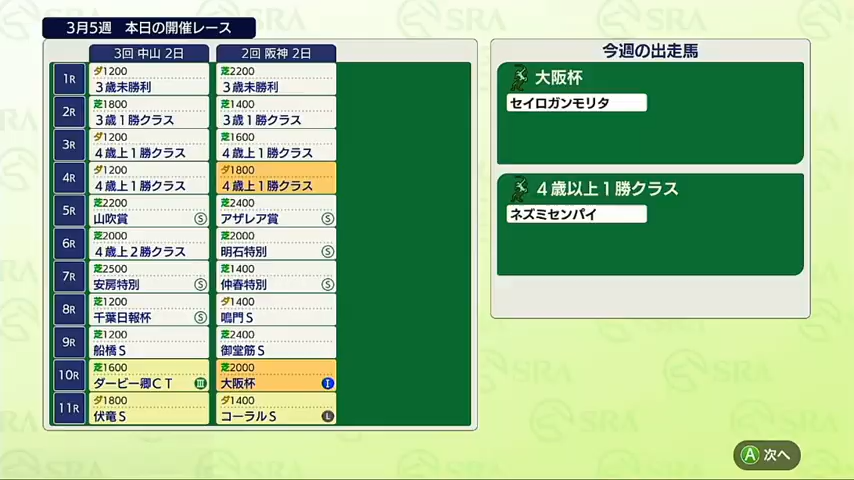 3月5週 本日の開催レース
3回 中山 2日
2回 阪神 2日
1R
ダ1200
3歳未勝利
芝2200
3歳未勝利
2R
芝1800
3歳1勝クラス
芝1400
3歳1勝クラス
3R
ダ1200
4歳上1勝クラス
芝1600
4歳上1勝クラス
4R
ダ1200
4歳上1勝クラス
ダ1800
4歳上1勝クラス
5R
芝2200
山吹賞 Ⓢ
芝2400
アザレア賞 Ⓢ
6R
芝2000
4歳上2勝クラス
芝2000
明石特別 Ⓢ
7R
芝2500
安房特別 Ⓢ
芝1400
仲春特別 Ⓢ
8R
芝1200
千葉日報杯 Ⓢ
ダ1400
鳴門S
9R
芝1200
船橋S
芝2400
御堂筋S
10R
芝1600
ダービー卿CT Ⅲ
芝2000
大阪杯 Ⅰ
11R
ダ1800
伏竜S
ダ1400
コーラルS Ⓛ
今週の出走馬
大阪杯
セイロガンモリタ
4歳以上1勝クラス
ネズミセンパイ
A 次へ
SRA